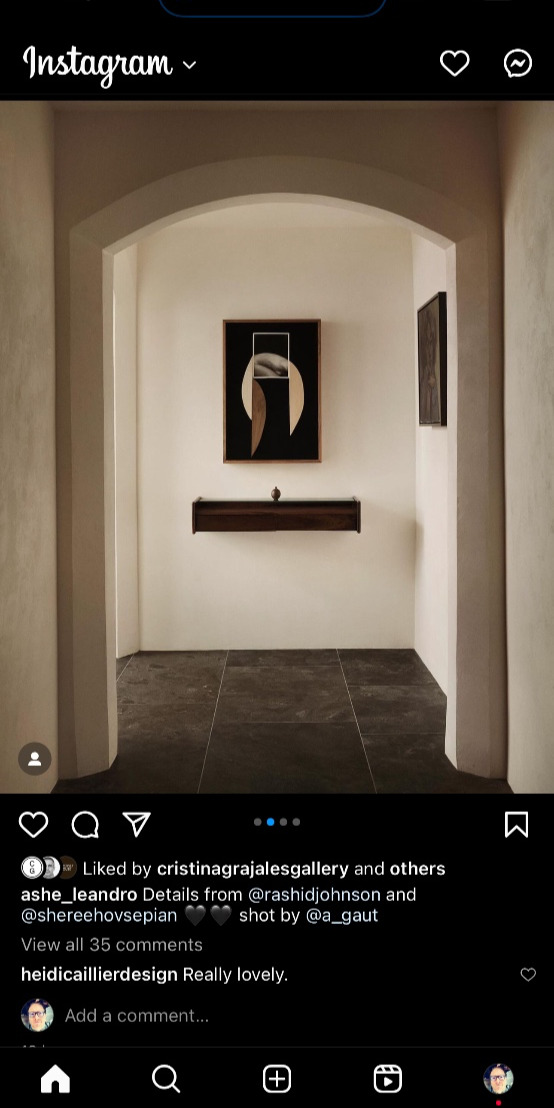 Instagram
Liked by cristinagrajalesgallery and others
ashe_leandro Details from @rashidjohnson and
@shereehovsepian 🖤🖤 shot by @a_gaut
View all 35 comments
heidicaillierdesign Really lovely.
Add a comment...